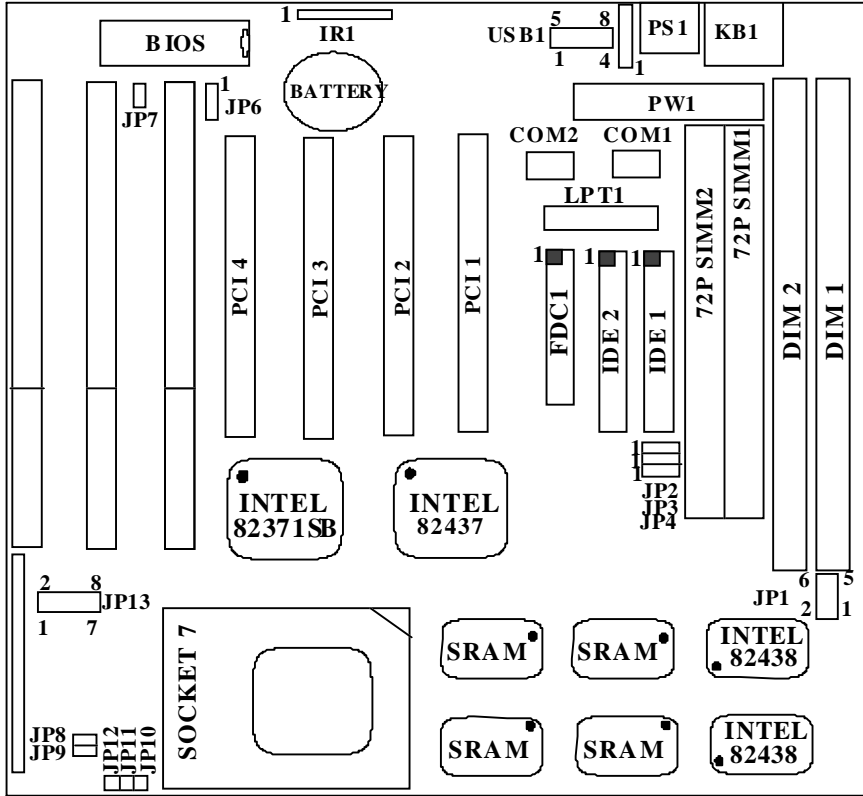 1
IR1
BIOS
5 8
USB1
1 4
1
PS1
KB1
BATTERY
JP7
1
JP6
PW1
COM2
COM1
LPT1
PCI 4
PCI 3
PCI 2
PCI 1
1
FDC1
1
IDE 2
1
IDE 1
72P SIMM2
72P SIMM1
DIM 2
DIM 1
1
1
1
JP2
JP3
JP4
INTEL
82371SB
INTEL
82437
2 8
JP13
1 7
6 5
JP1
2 1
SOCKET 7
SRAM
SRAM
INTEL
82438
JP8
JP9
JP12
JP11
JP10
SRAM
SRAM
INTEL
82438